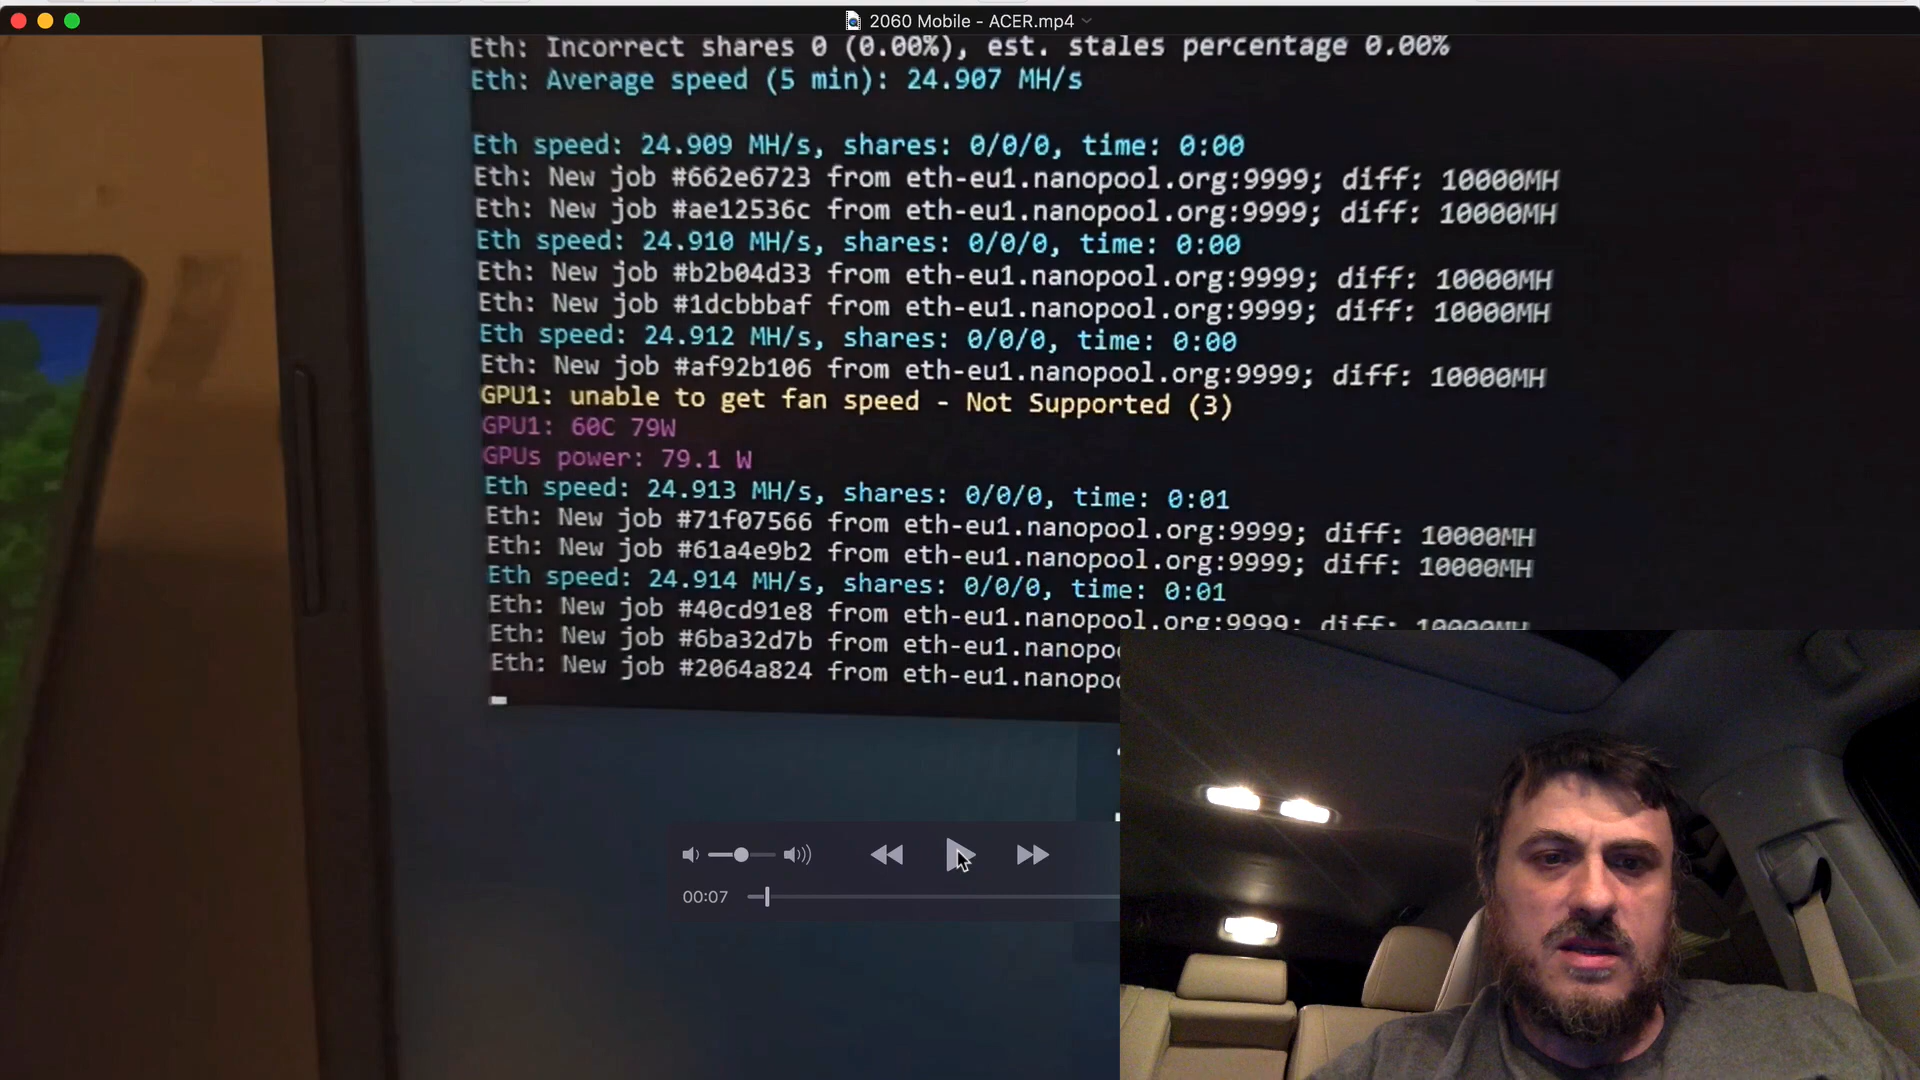 2060 Mobile - ACER.mp4
Eth: Incorrect shares 0 (0.00%), est. stales percentage 0.00%
Eth: Average speed (5 min): 24.907 MH/s
Eth speed: 24.909 MH/s, shares: 0/0/0, time: 0:00
Eth: New job #662e6723 from eth-eu1.nanopool.org:9999; diff: 10000MH
Eth: New job #ae12536c from eth-eu1.nanopool.org:9999; diff: 10000MH
Eth speed: 24.910 MH/s, shares: 0/0/0, time: 0:00
Eth: New job #b2b04d33 from eth-eu1.nanopool.org:9999; diff: 10000MH
Eth: New job #1dcbbbaf from eth-eu1.nanopool.org:9999; diff: 10000MH
Eth speed: 24.912 MH/s, shares: 0/0/0, time: 0:00
Eth: New job #af92b106 from eth-eu1.nanopool.org:9999; diff: 10000MH
GPU1: unable to get fan speed - Not Supported (3)
GPU1: 60C 79W
GPUs power: 79.1 W
Eth speed: 24.913 MH/s, shares: 0/0/0, time: 0:01
Eth: New job #71f07566 from eth-eu1.nanopool.org:9999; diff: 10000MH
Eth: New job #61a4e9b2 from eth-eu1.nanopool.org:9999; diff: 10000MH
Eth speed: 24.914 MH/s, shares: 0/0/0, time: 0:01
Eth: New job #40cd91e8 from eth-eu1.nanopool.org:9999; diff: 10000MH
Eth: New job #6ba32d7b from eth-eu1.nanopo
Eth: New job #2064a824 from eth-eu1.nanopo
00:07